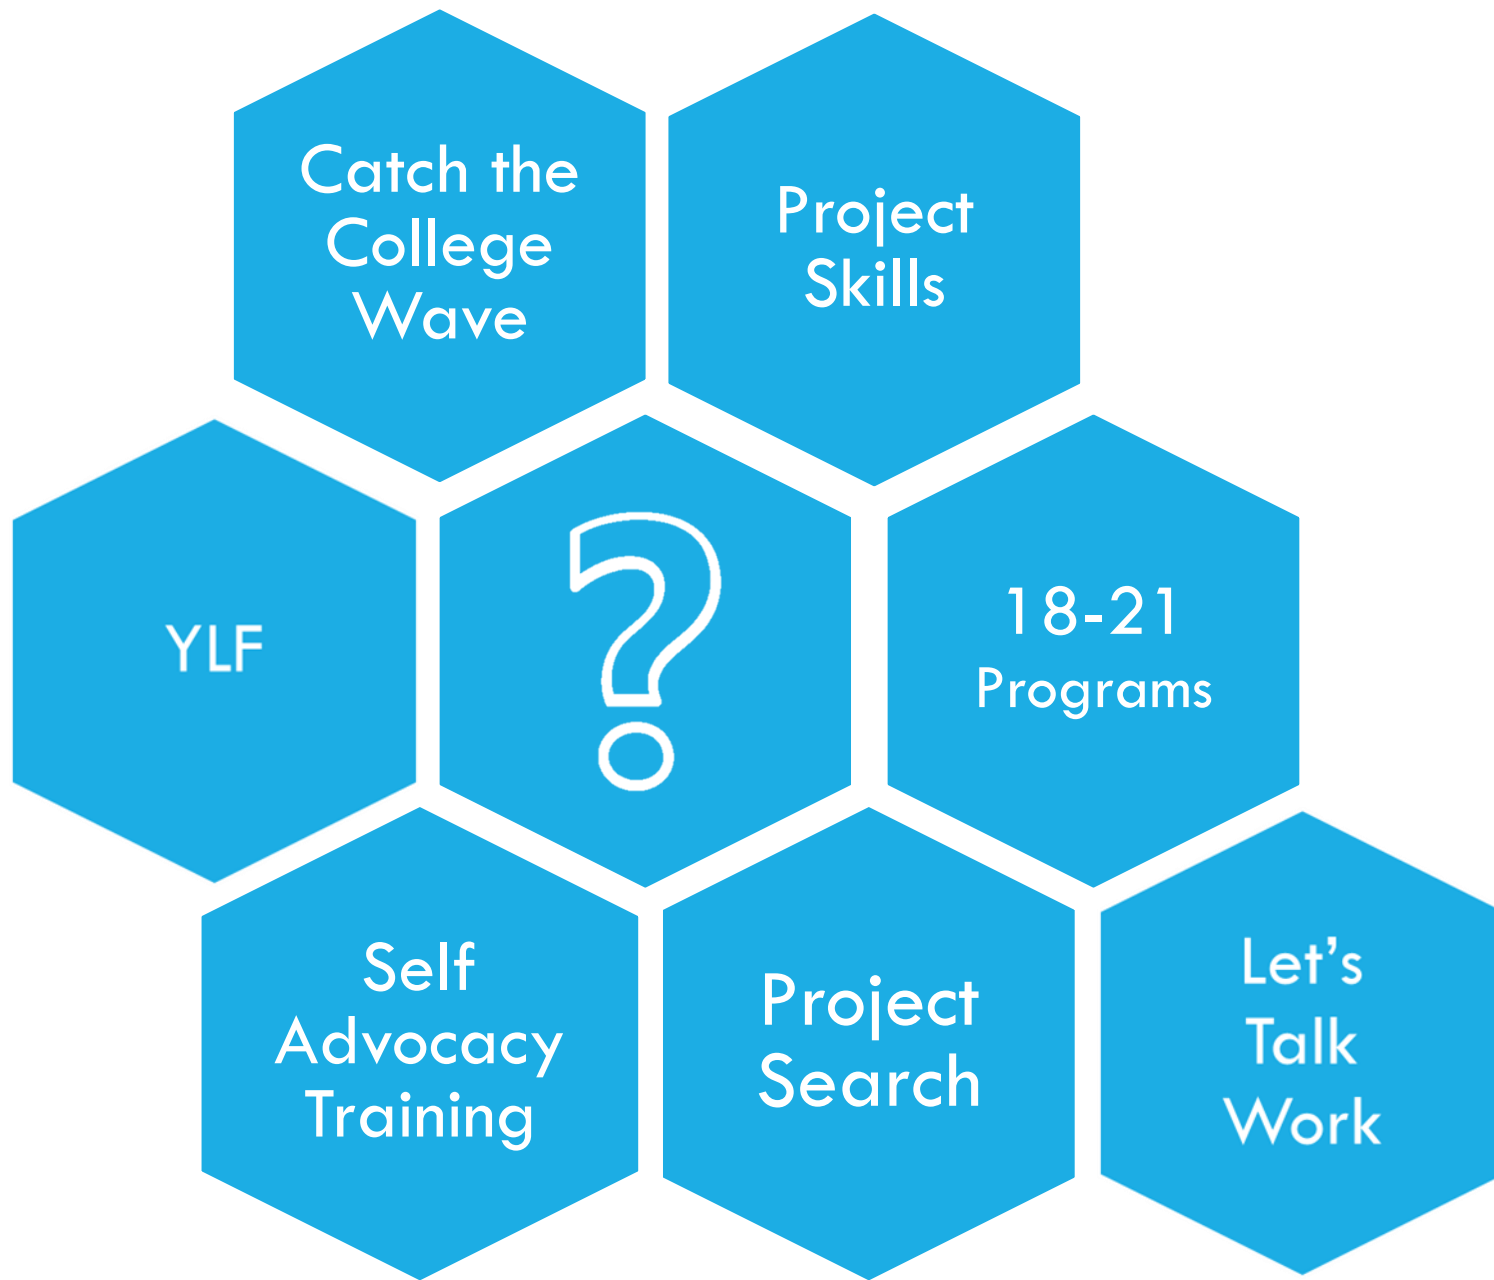 Catch the
College
Wave
Project
Skills
YLF
?
18-21
Programs
Self
Advocacy
Training
Project
Search
Let’s
Talk
Work